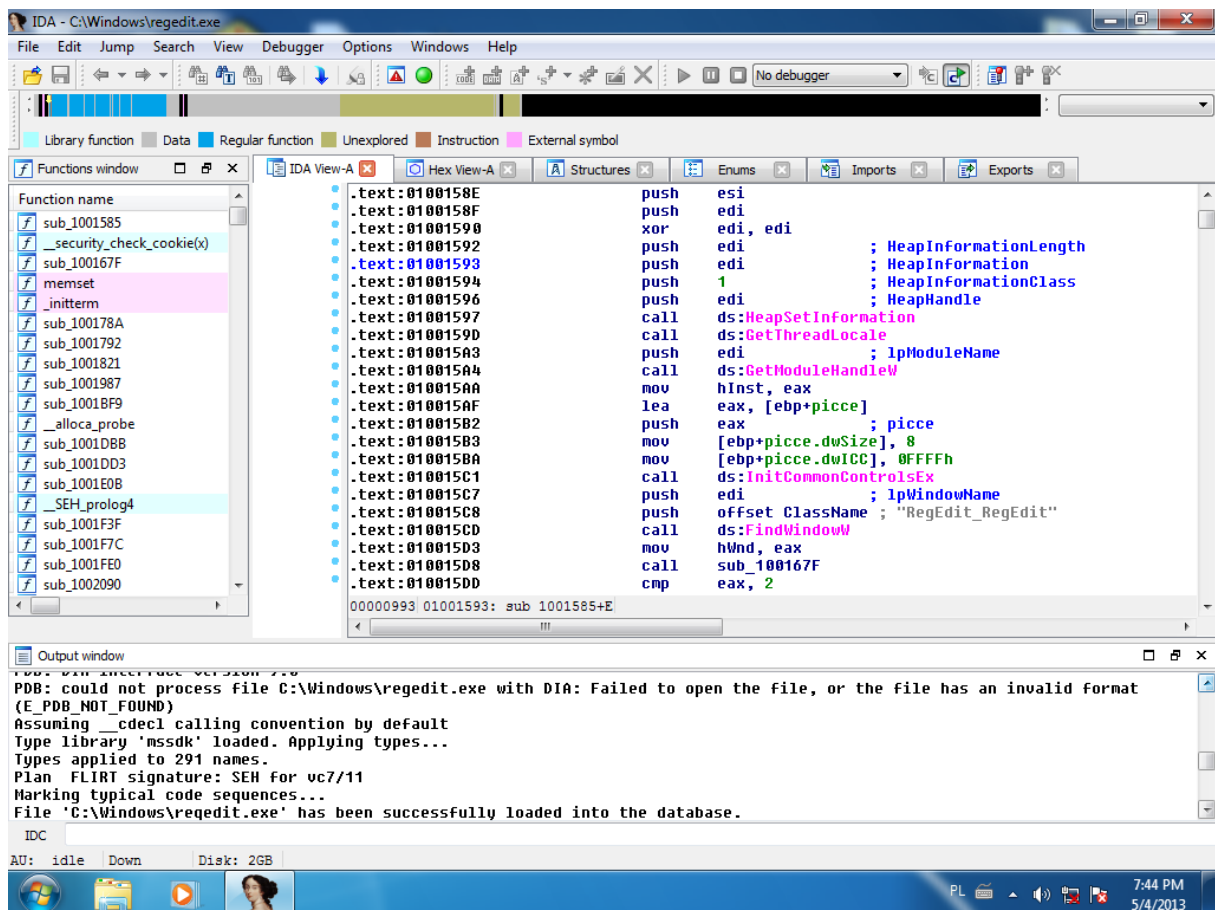 IDA - C:\Windows\regedit.exe
File Edit Jump Search View Debugger Options Windows Help
No debugger
Library function Data Regular function Unexplored Instruction External symbol
Functions window
IDA View-A Hex View-A Structures Enums Imports Exports
Function name
sub_1001585
__security_check_cookie(x)
sub_100167F
memset
_initterm
sub_100178A
sub_1001792
sub_1001821
sub_1001987
sub_1001BF9
__alloca_probe
sub_1001DBB
sub_1001DD3
sub_1001E0B
__SEH_prolog4
sub_1001F3F
sub_1001F7C
sub_1001FE0
sub_1002090
.text:0100158E push esi
.text:0100158F push edi
.text:01001590 xor edi, edi
.text:01001592 push edi ; HeapInformationLength
.text:01001593 push edi ; HeapInformation
.text:01001594 push 1 ; HeapInformationClass
.text:01001596 push edi ; HeapHandle
.text:01001597 call ds:HeapSetInformation
.text:0100159D call ds:GetThreadLocale
.text:010015A3 push edi ; lpModuleName
.text:010015A4 call ds:GetModuleHandleW
.text:010015AA mov hInst, eax
.text:010015AF lea eax, [ebp+picce]
.text:010015B2 push eax ; picce
.text:010015B3 mov [ebp+picce.dwSize], 8
.text:010015BA mov [ebp+picce.dwICC], 0FFFFh
.text:010015C1 call ds:InitCommonControlsEx
.text:010015C7 push edi ; lpWindowName
.text:010015C8 push offset ClassName ; "RegEdit_RegEdit"
.text:010015CD call ds:FindWindowW
.text:010015D3 mov hWnd, eax
.text:010015D8 call sub_100167F
.text:010015DD cmp eax, 2
00000993 01001593: sub_1001585+E
Output window
PDB: DIA interface version 7.0
PDB: could not process file C:\Windows\regedit.exe with DIA: Failed to open the file, or the file has an invalid format
(E_PDB_NOT_FOUND)
Assuming __cdecl calling convention by default
Type library 'mssdk' loaded. Applying types...
Types applied to 291 names.
Plan FLIRT signature: SEH for vc7/11
Marking typical code sequences...
File 'C:\Windows\regedit.exe' has been successfully loaded into the database.
IDC
AU: idle Down Disk: 2GB
PL
7:44 PM
5/4/2013